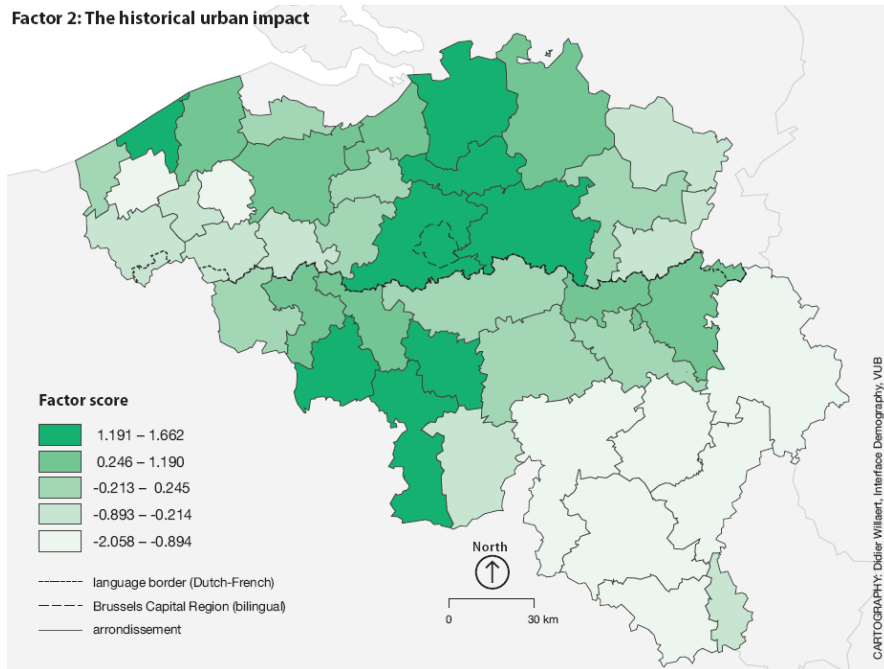 Factor 2: The historical urban impact
Factor score
1.191 – 1.662
0.246 – 1.190
-0.213 – 0.245
-0.893 – -0.214
-2.058 – -0.894
language border (Dutch-French)
Brussels Capital Region (bilingual)
arrondissement
North
0 30 km
CARTOGRAPHY: Didier Willaert, Interface Demography, VUB